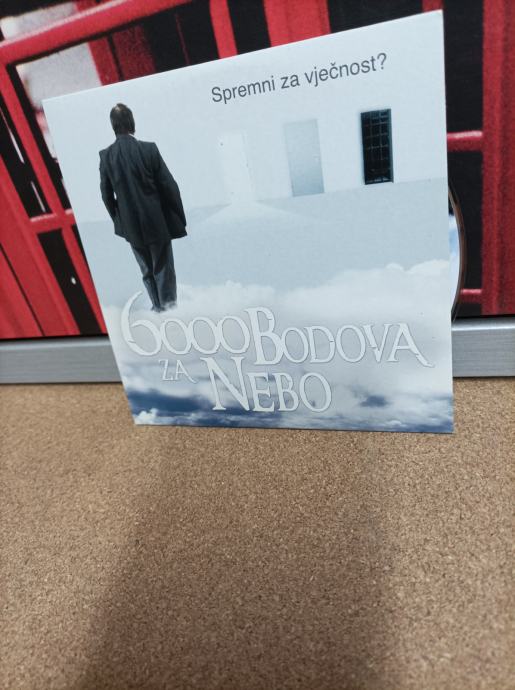 Spremni za vječnost?
6000 BODOVA
ZA NEBO